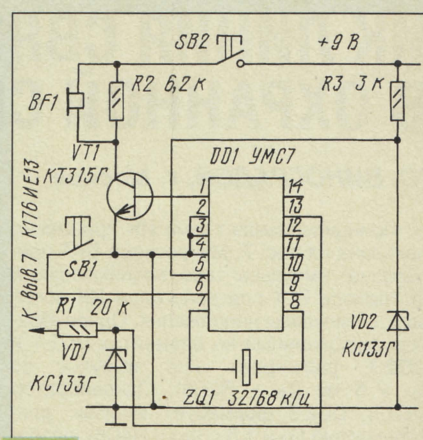 SB2
+9 В
BF1
R2 6,2 к
R3 3 к
VT1
КТ315Г
DD1 УМС7
1
2
3
4
5
6
7
14
13
12
11
10
9
8
К Выв.7 К176ИЕ13
SB1
R1 20 к
VD1
КС133Г
VD2
КС133Г
ZQ1 32768 кГц